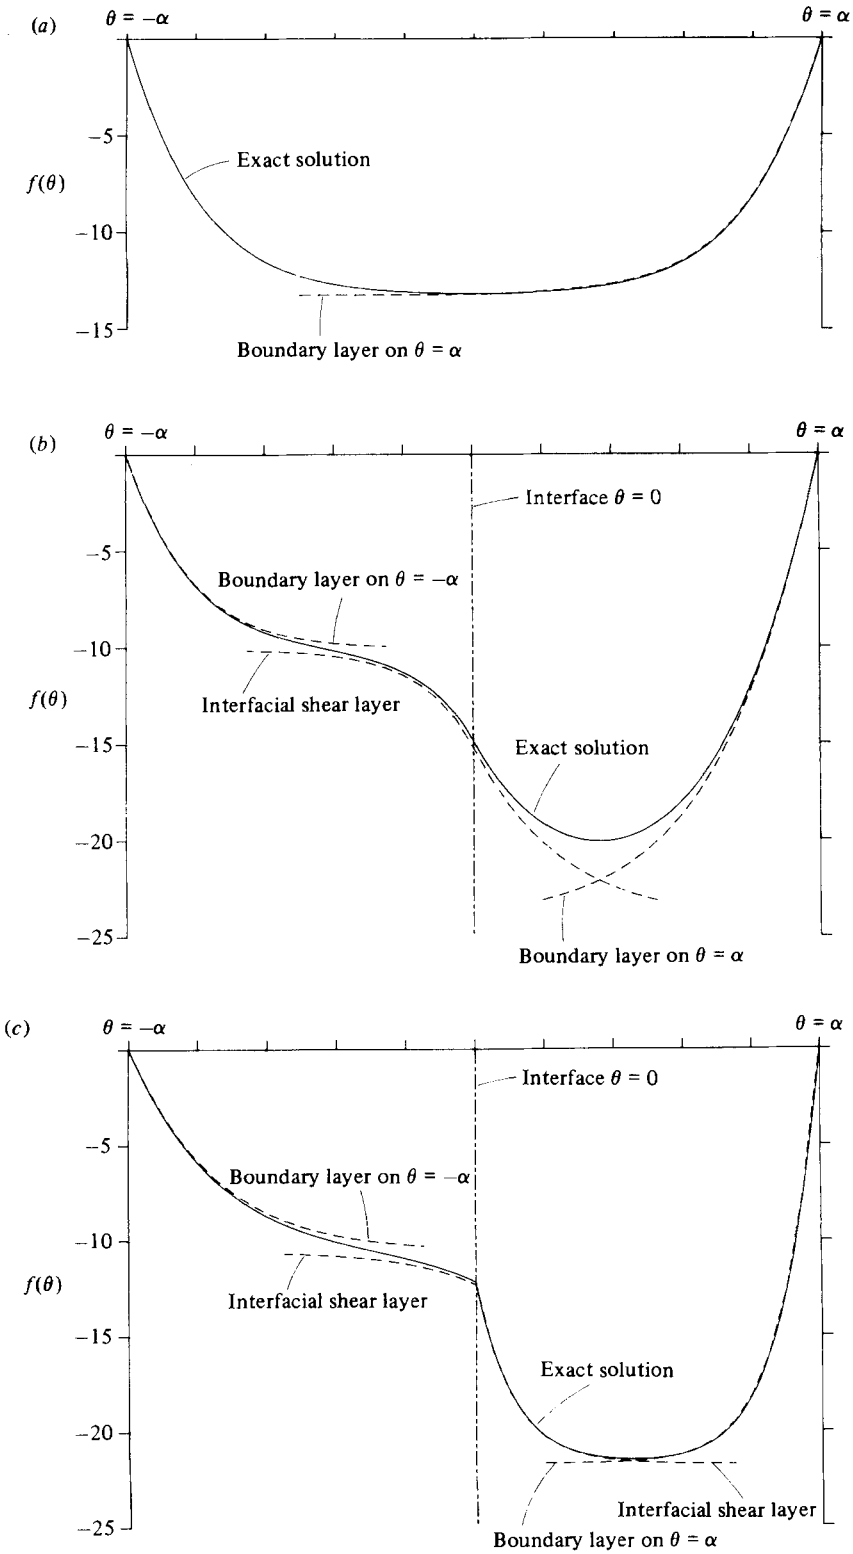 (a)
θ = −α
θ = α
−5
Exact solution
f(θ)
−10
−15
Boundary layer on θ = α
(b)
θ = −α
θ = α
Interface θ = 0
−5
Boundary layer on θ = −α
−10
f(θ)
Interfacial shear layer
−15
Exact solution
−20
−25
Boundary layer on θ = α
(c)
θ = −α
θ = α
Interface θ = 0
−5
Boundary layer on θ = −α
−10
f(θ)
Interfacial shear layer
−15
Exact solution
−20
Interfacial shear layer
−25
Boundary layer on θ = α